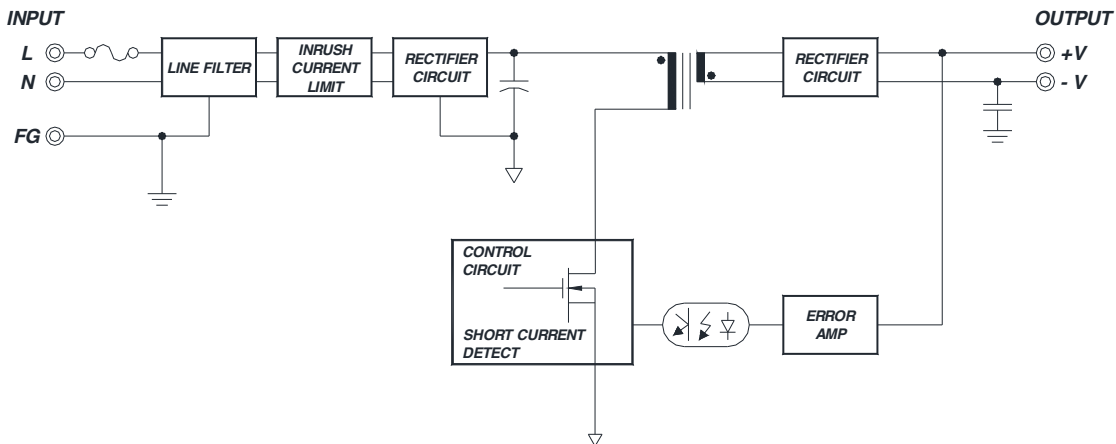 INPUT
OUTPUT
L
N
FG
LINE FILTER
INRUSH
CURRENT
LIMIT
RECTIFIER
CIRCUIT
RECTIFIER
CIRCUIT
+V
- V
CONTROL
CIRCUIT
SHORT CURRENT
DETECT
ERROR
AMP